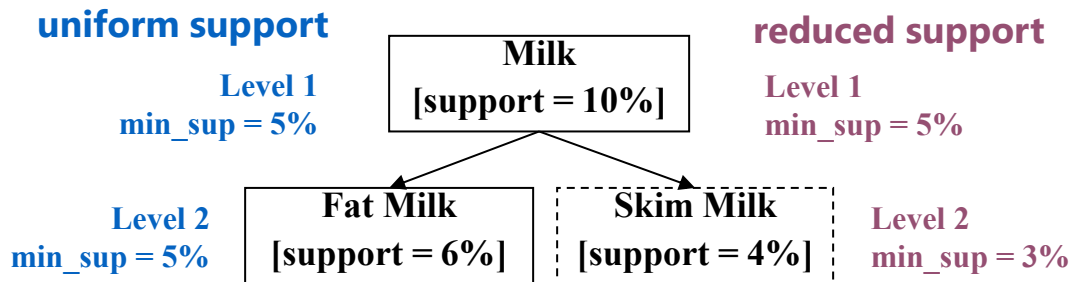 uniform support
reduced support
Milk
[support = 10%]
Level 1
min_sup = 5%
Level 1
min_sup = 5%
Fat Milk
[support = 6%]
Skim Milk
[support = 4%]
Level 2
min_sup = 5%
Level 2
min_sup = 3%